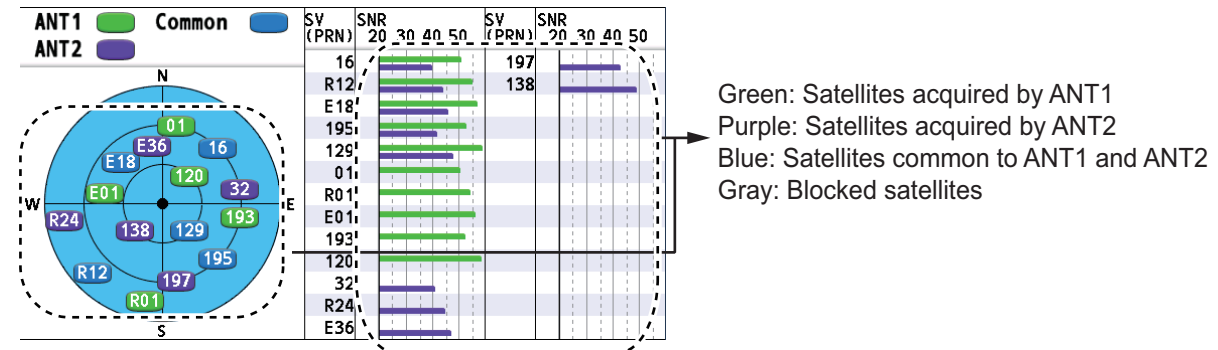 ANT1 Common
ANT2
N
01
E36
16
E18
120
E01
32
W
E
R24
193
138
129
195
R12
197
R01
S
SV SNR SV SNR
(PRN) 20 30 40 50 (PRN) 20 30 40 50
16 197
R12 138
E18
195
129
01
R01
E01
193
120
32
R24
E36
Green: Satellites acquired by ANT1
Purple: Satellites acquired by ANT2
Blue: Satellites common to ANT1 and ANT2
Gray: Blocked satellites